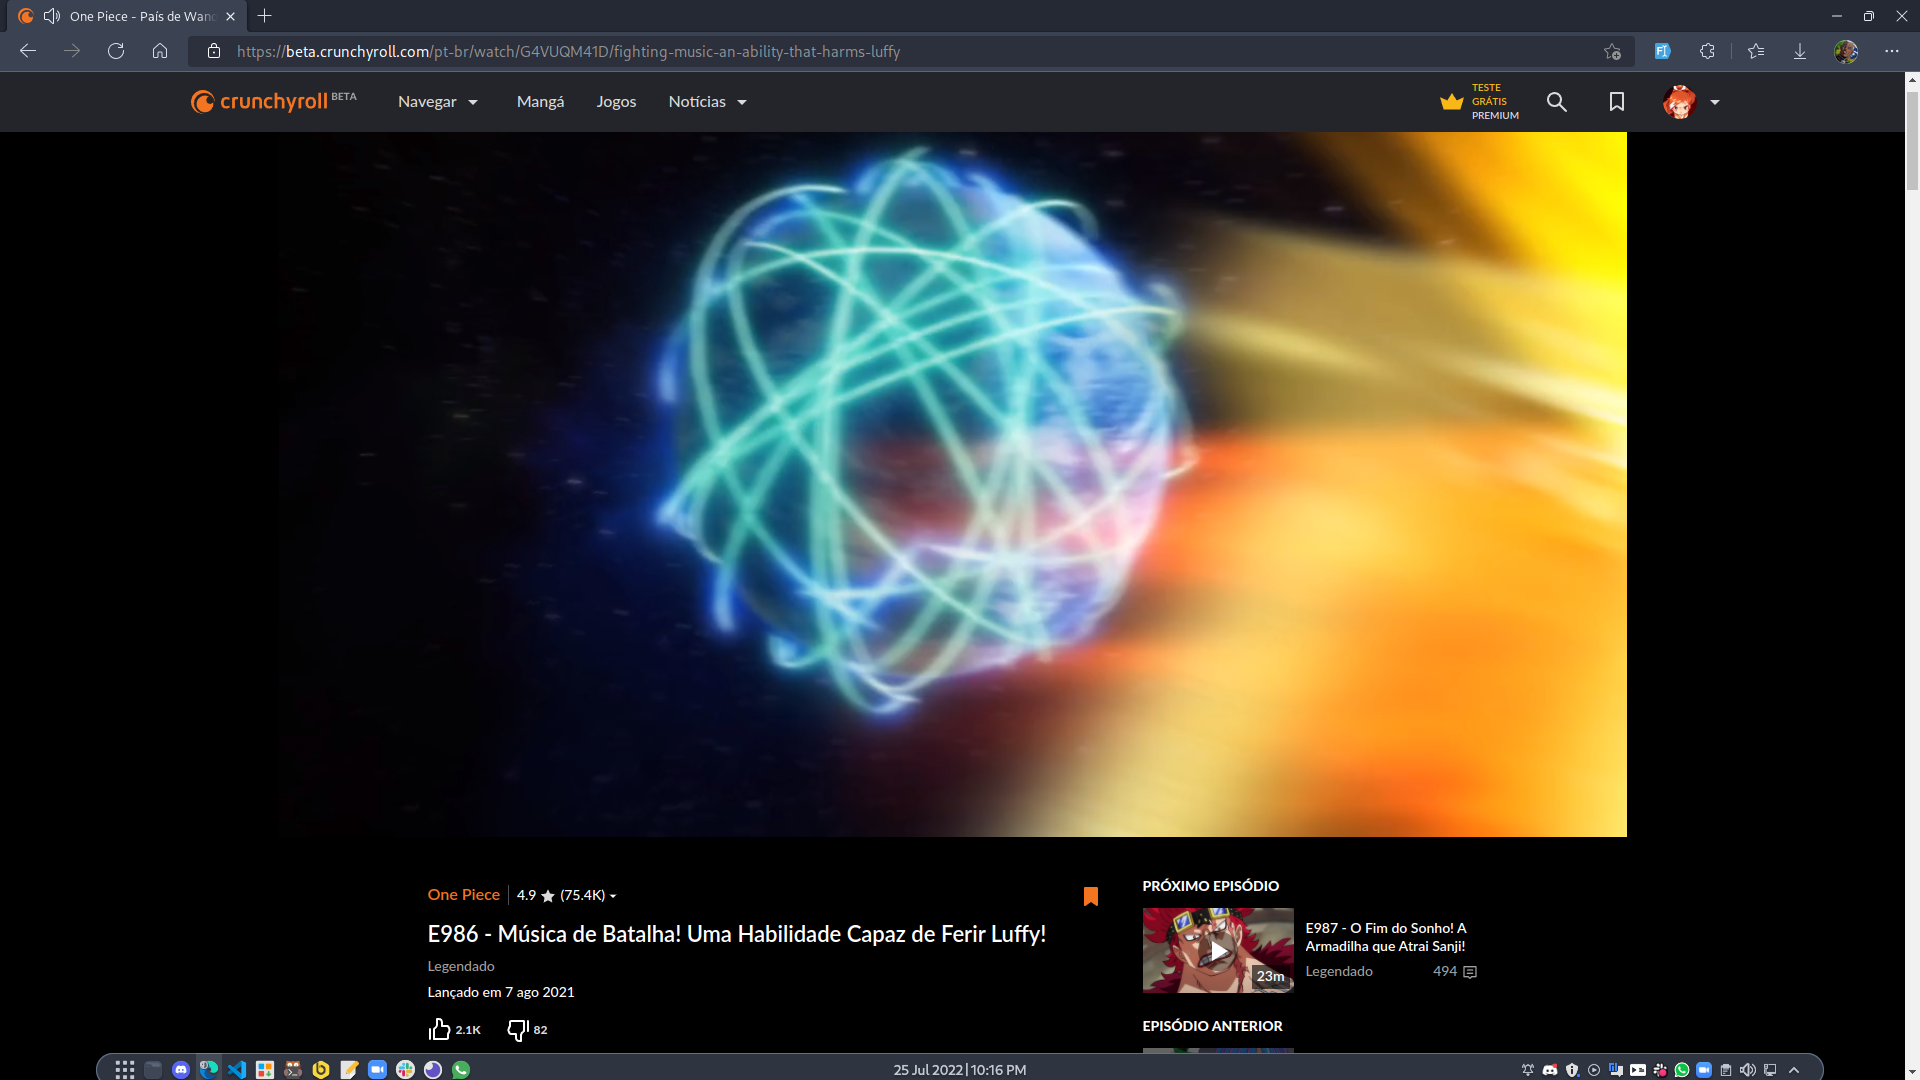 One Piece - País de Wano
https://beta.crunchyroll.com/pt-br/watch/G4VUQM41D/fighting-music-an-ability-that-harms-luffy
crunchyroll BETA
Navegar
Mangá
Jogos
Notícias
TESTE
GRÁTIS
PREMIUM
One Piece
4.9
(75.4K)
E986 - Música de Batalha! Uma Habilidade Capaz de Ferir Luffy!
Legendado
Lançado em 7 ago 2021
2.1K
82
PRÓXIMO EPISÓDIO
23m
E987 - O Fim do Sonho! A
Armadilha que Atrai Sanji!
Legendado
494
EPISÓDIO ANTERIOR
25 Jul 2022 | 10:16 PM